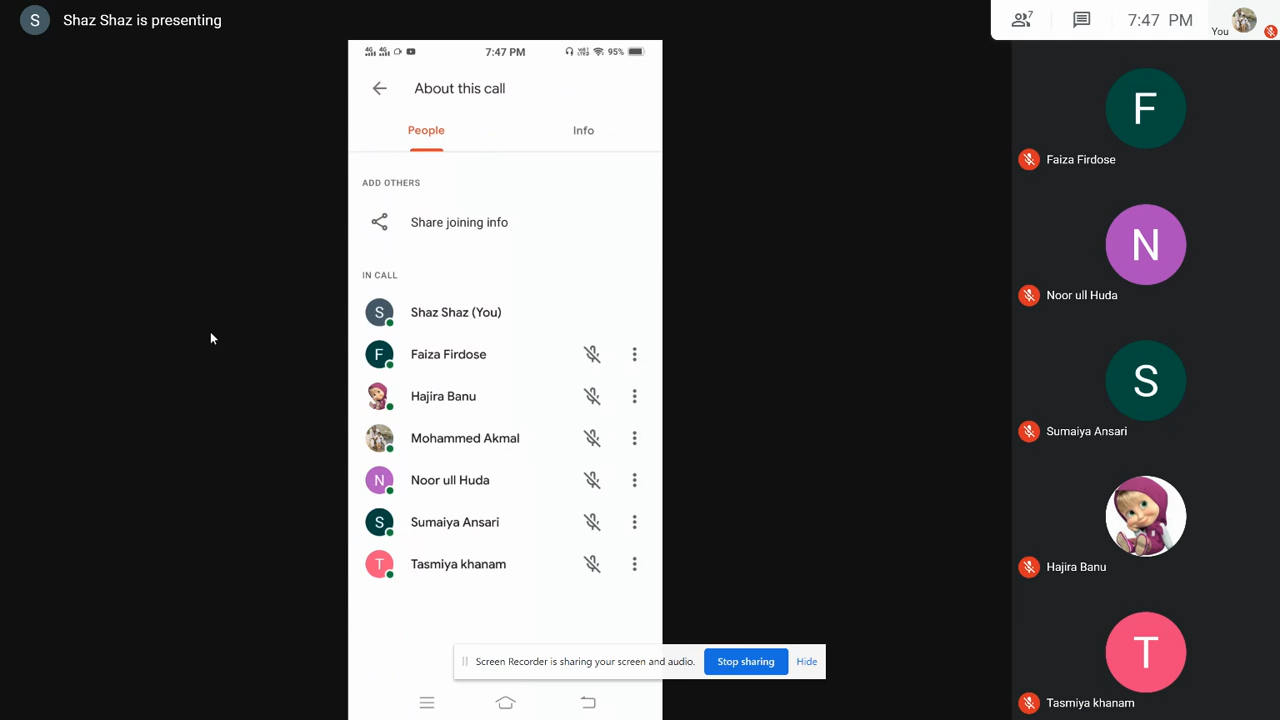 S
Shaz Shaz is presenting
7
7:47 PM
You
7:47 PM
95%
About this call
People
Info
ADD OTHERS
Share joining info
IN CALL
S
Shaz Shaz (You)
F
Faiza Firdose
Hajira Banu
Mohammed Akmal
N
Noor ull Huda
S
Sumaiya Ansari
T
Tasmiya khanam
Screen Recorder is sharing your screen and audio.
Stop sharing
Hide
F
Faiza Firdose
N
Noor ull Huda
S
Sumaiya Ansari
Hajira Banu
T
Tasmiya khanam